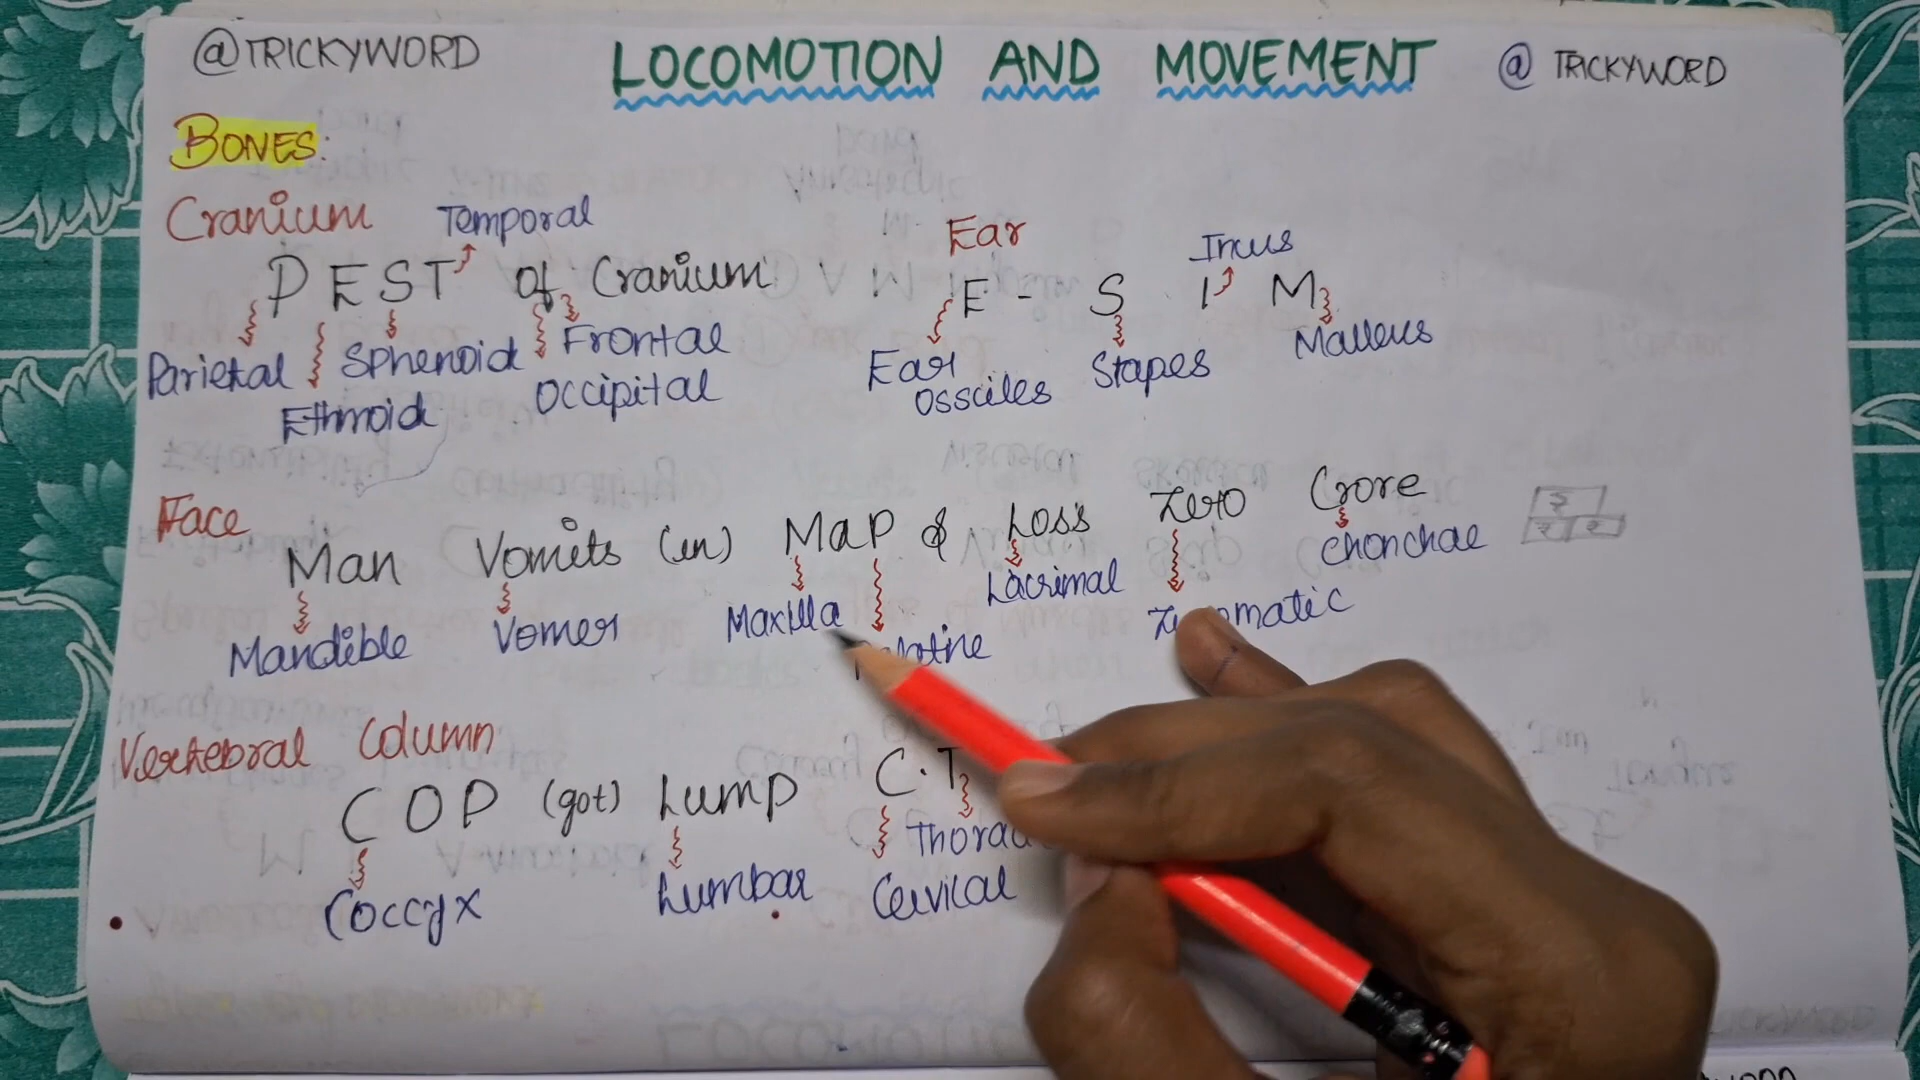 @TRICKYWORD LOCOMOTION AND MOVEMENT @ TRICKYWORD
BONES:
Cranium Temporal
PEST of Cranium
Parietal Sphenoid Frontal
Ethmoid Occipital
Ear Incus
E - S I M
Ear Stapes Malleus
Ossciles
Face
Man Vomits (in) MaP & Loss Zero Crore
₹
₹ ₹
Mandible Vomer Maxilla Lacrimal Chonchae
Vertebral Column
COP (got) Lump C.T
Coccyx Lumbar Cervical